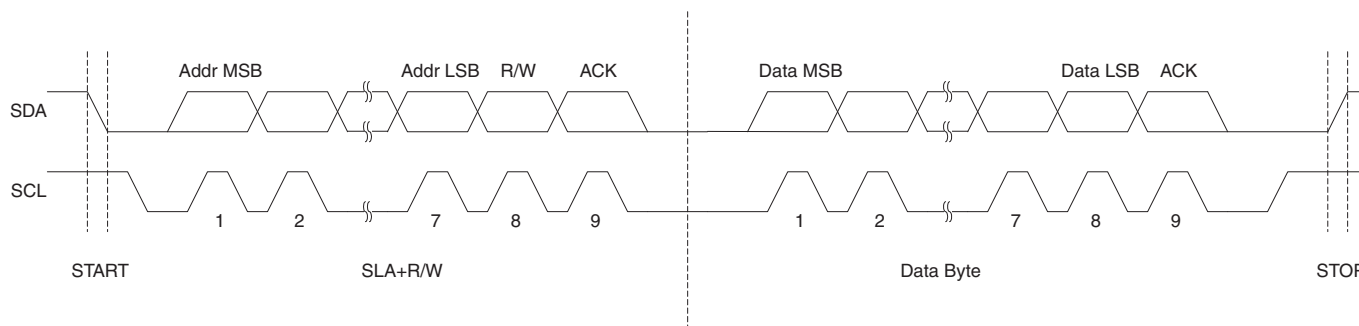 Addr MSB Addr LSB R/W ACK Data MSB Data LSB ACK
SDA
SCL
1 2 7 8 9 1 2 7 8 9
START SLA+R/W Data Byte STOP